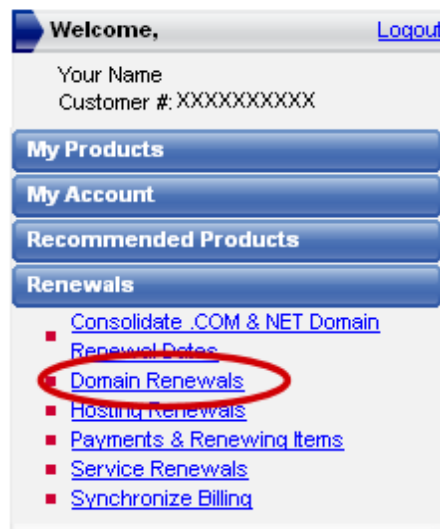 Welcome,
Logout
Your Name
Customer #: XXXXXXXXXX
My Products
My Account
Recommended Products
Renewals
Consolidate .COM & NET Domain
Renewal Dates
Domain Renewals
Hosting Renewals
Payments & Renewing Items
Service Renewals
Synchronize Billing